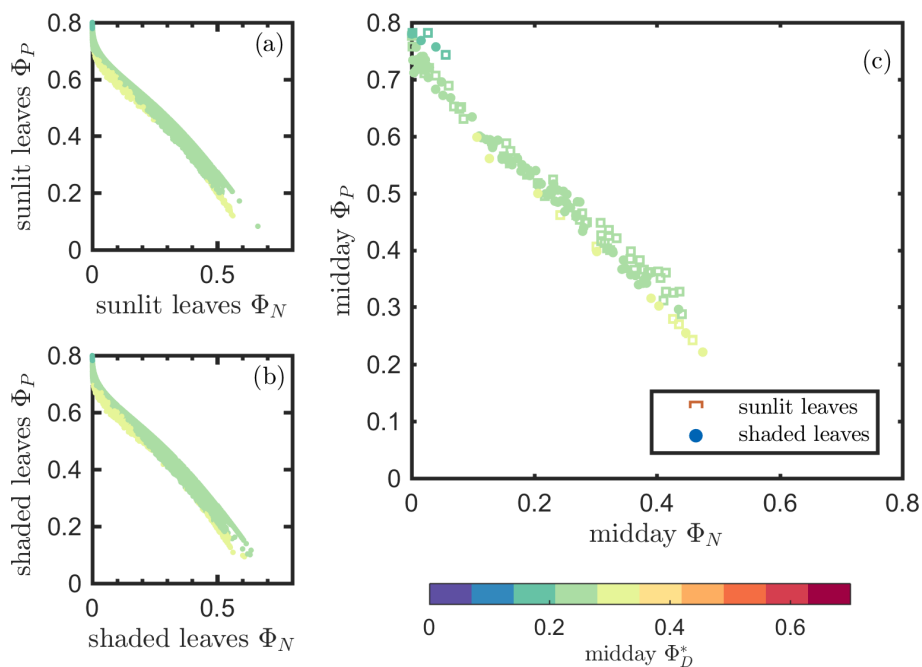 0.8
0.6
0.4
0.2
0
0
0.5
(a)
sunlit leaves Φ_P
sunlit leaves Φ_N
0.8
0.6
0.4
0.2
0
0
0.5
(b)
shaded leaves Φ_P
shaded leaves Φ_N
0.8
0.7
0.6
0.5
0.4
0.3
0.2
0.1
0
0
0.2
0.4
0.6
0.8
(c)
midday Φ_P
midday Φ_N
sunlit leaves
shaded leaves
0
0.2
0.4
0.6
midday Φ_D^*